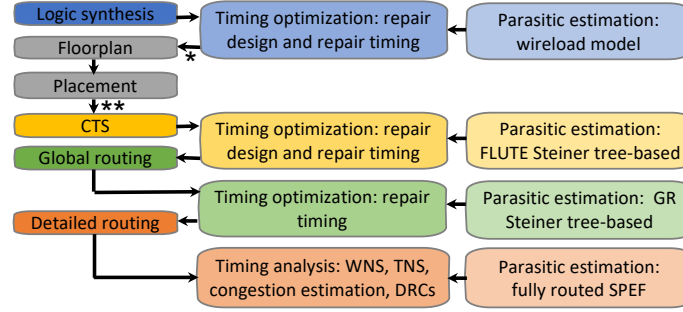 Logic synthesis
Timing optimization: repair
design and repair timing
Parasitic estimation:
wireload model
Floorplan
*
Placement
**
CTS
Timing optimization: repair
design and repair timing
Parasitic estimation:
FLUTE Steiner tree-based
Global routing
Timing optimization: repair
timing
Parasitic estimation: GR
Steiner tree-based
Detailed routing
Timing analysis: WNS, TNS,
congestion estimation, DRCs
Parasitic estimation:
fully routed SPEF